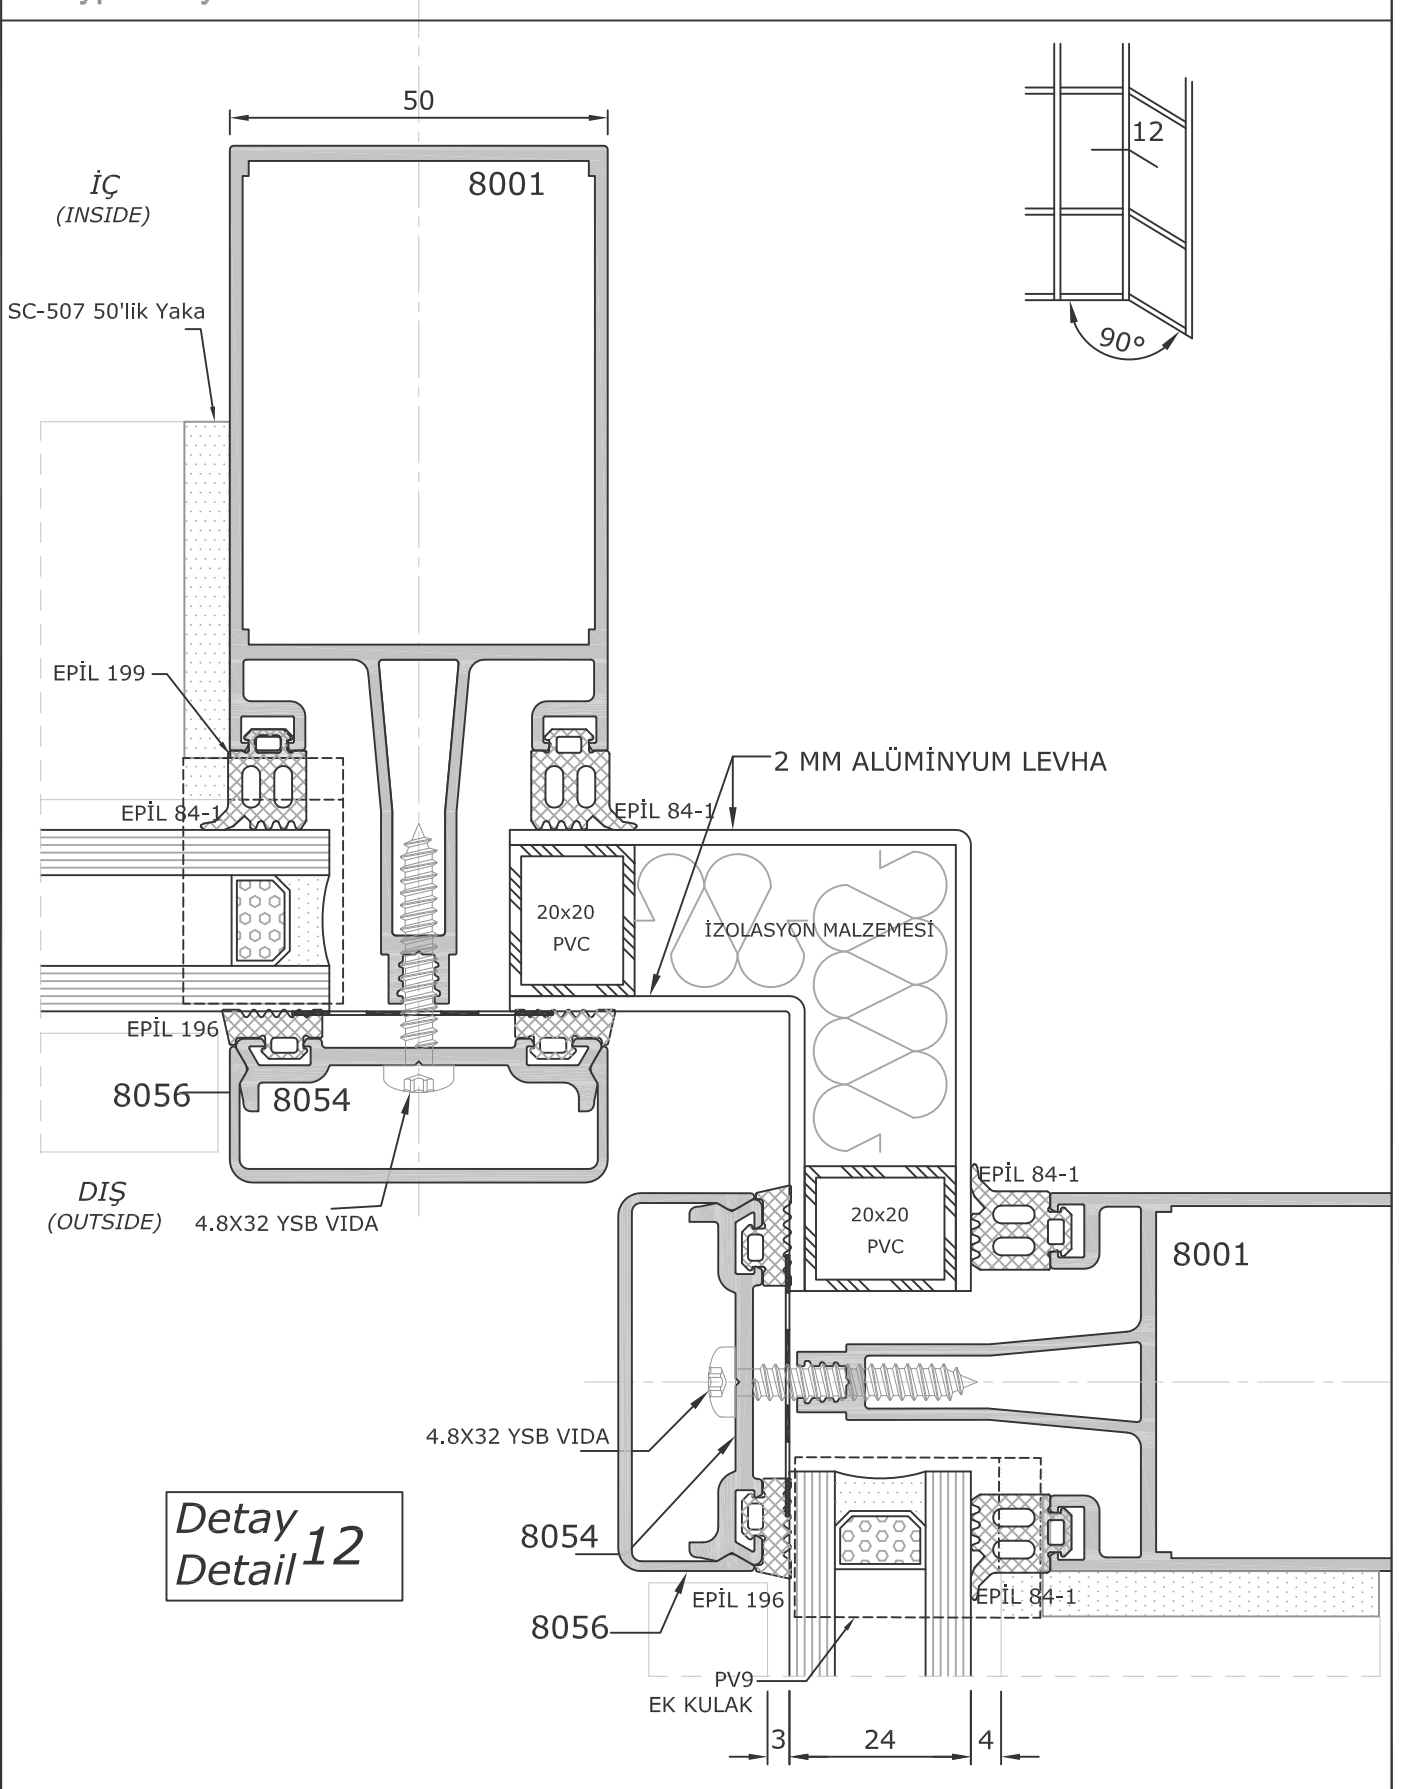 50
12
8001
İÇ
(INSIDE)
SC-507 50'lik Yaka
90°
EPİL 199
2 MM ALÜMİNYUM LEVHA
EPİL 84-1
EPİL 84-1
20x20
PVC
İZOLASYON MALZEMESİ
EPİL 196
8056
8054
DIŞ
(OUTSIDE)
4.8X32 YSB VIDA
EPİL 84-1
20x20
PVC
8001
4.8X32 YSB VIDA
Detay
Detail 12
8054
EPİL 196
EPİL 84-1
8056
PV9
EK KULAK
3
24
4